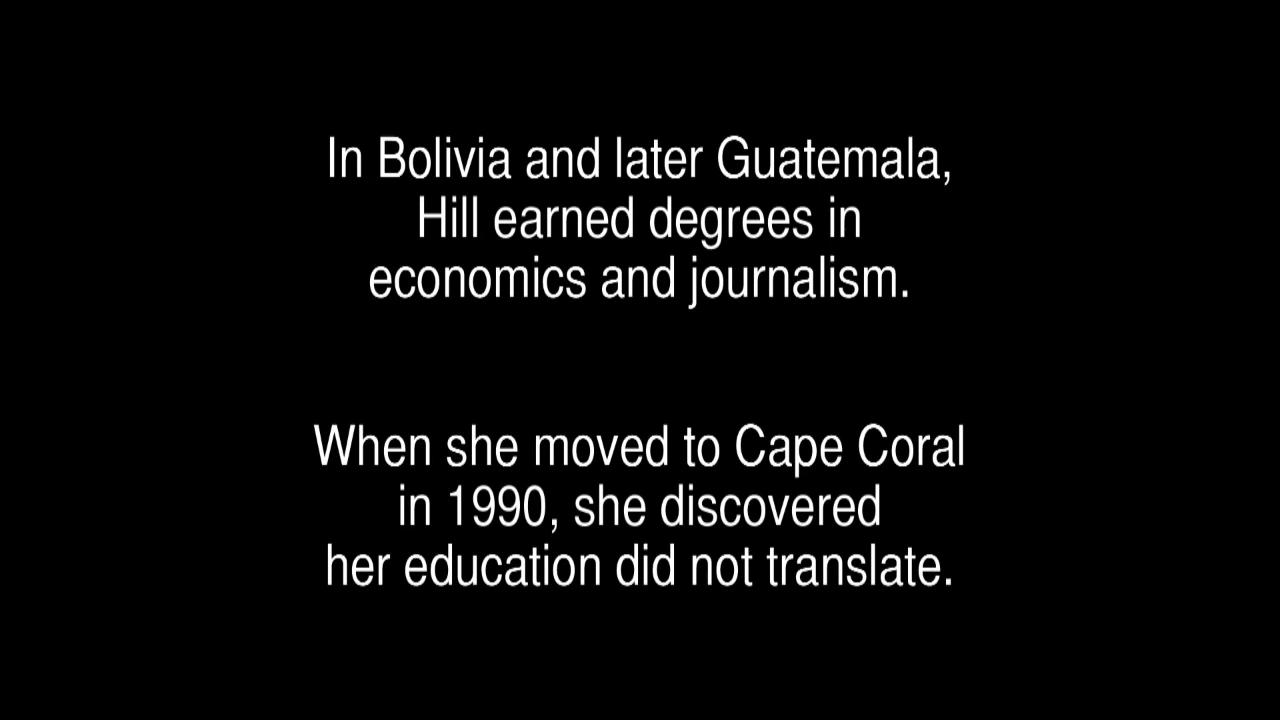 In Bolivia and later Guatemala,
Hill earned degrees in
economics and journalism.
When she moved to Cape Coral
in 1990, she discovered
her education did not translate.